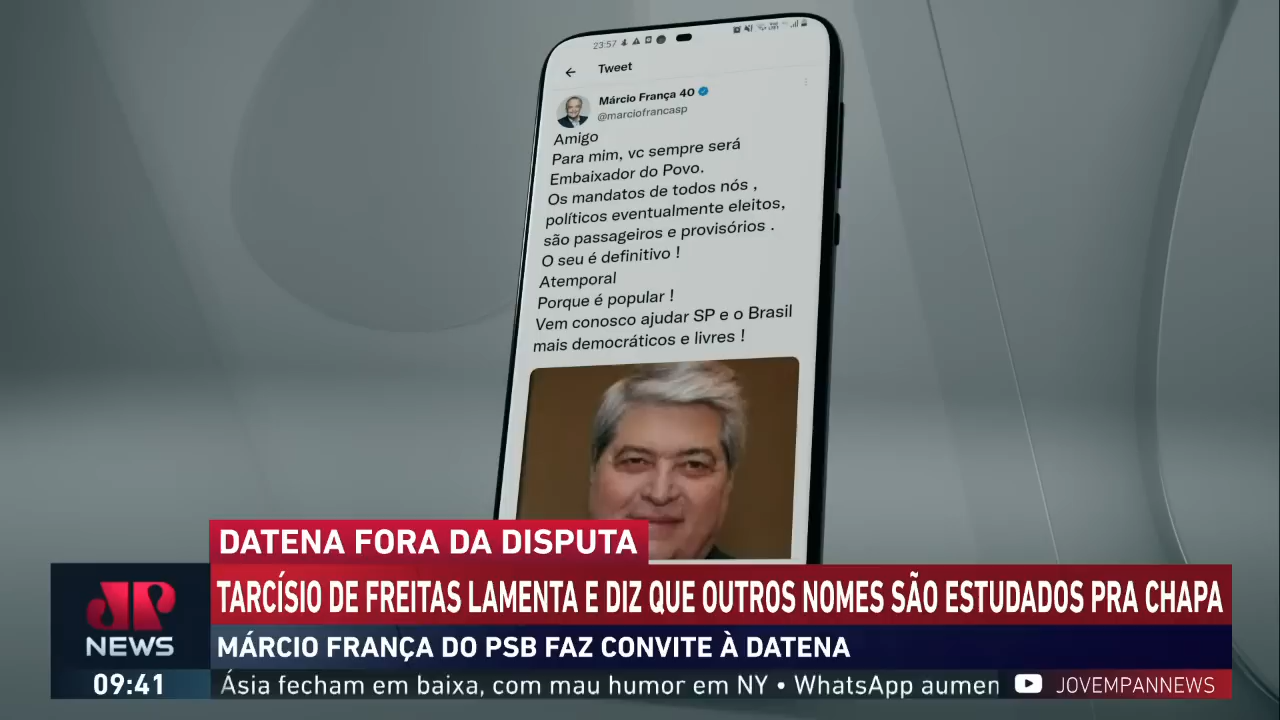 23:57
Tweet
Márcio França 40
@marciofrancasp
Amigo
Para mim, vc sempre será
Embaixador do Povo.
Os mandatos de todos nós ,
políticos eventualmente eleitos,
são passageiros e provisórios .
O seu é definitivo !
Atemporal
Porque é popular !
Vem conosco ajudar SP e o Brasil
mais democráticos e livres !
DATENA FORA DA DISPUTA
TARCÍSIO DE FREITAS LAMENTA E DIZ QUE OUTROS NOMES SÃO ESTUDADOS PRA CHAPA
MÁRCIO FRANÇA DO PSB FAZ CONVITE À DATENA
JP
NEWS
09:41
Ásia fecham em baixa, com mau humor em NY • WhatsApp aumen
JOVEMPANNEWS